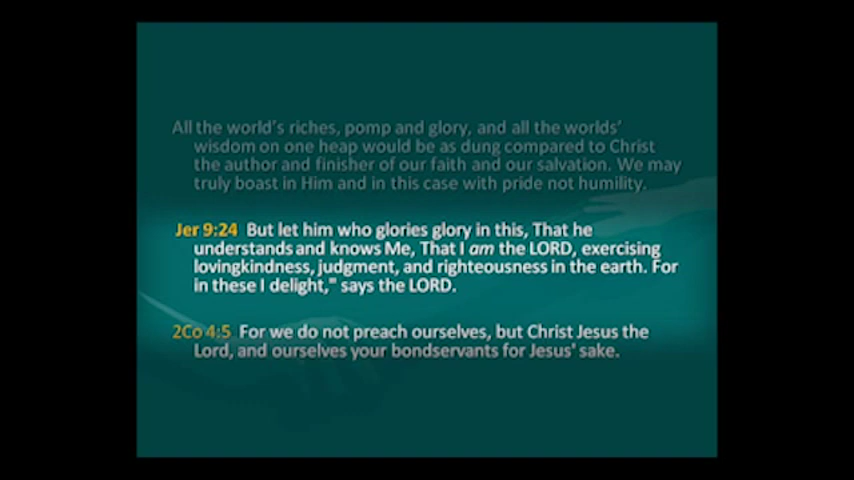 All the world's riches, pomp and glory, and all the worlds'
wisdom on one heap would be as dung compared to Christ
the author and finisher of our faith and our salvation. We may
truly boast in Him and in this case with pride not humility.
Jer 9:24 But let him who glories glory in this, That he
understands and knows Me, That I am the LORD, exercising
lovingkindness, judgment, and righteousness in the earth. For
in these I delight," says the LORD.
2Co 4:5 For we do not preach ourselves, but Christ Jesus the
Lord, and ourselves your bondservants for Jesus' sake.